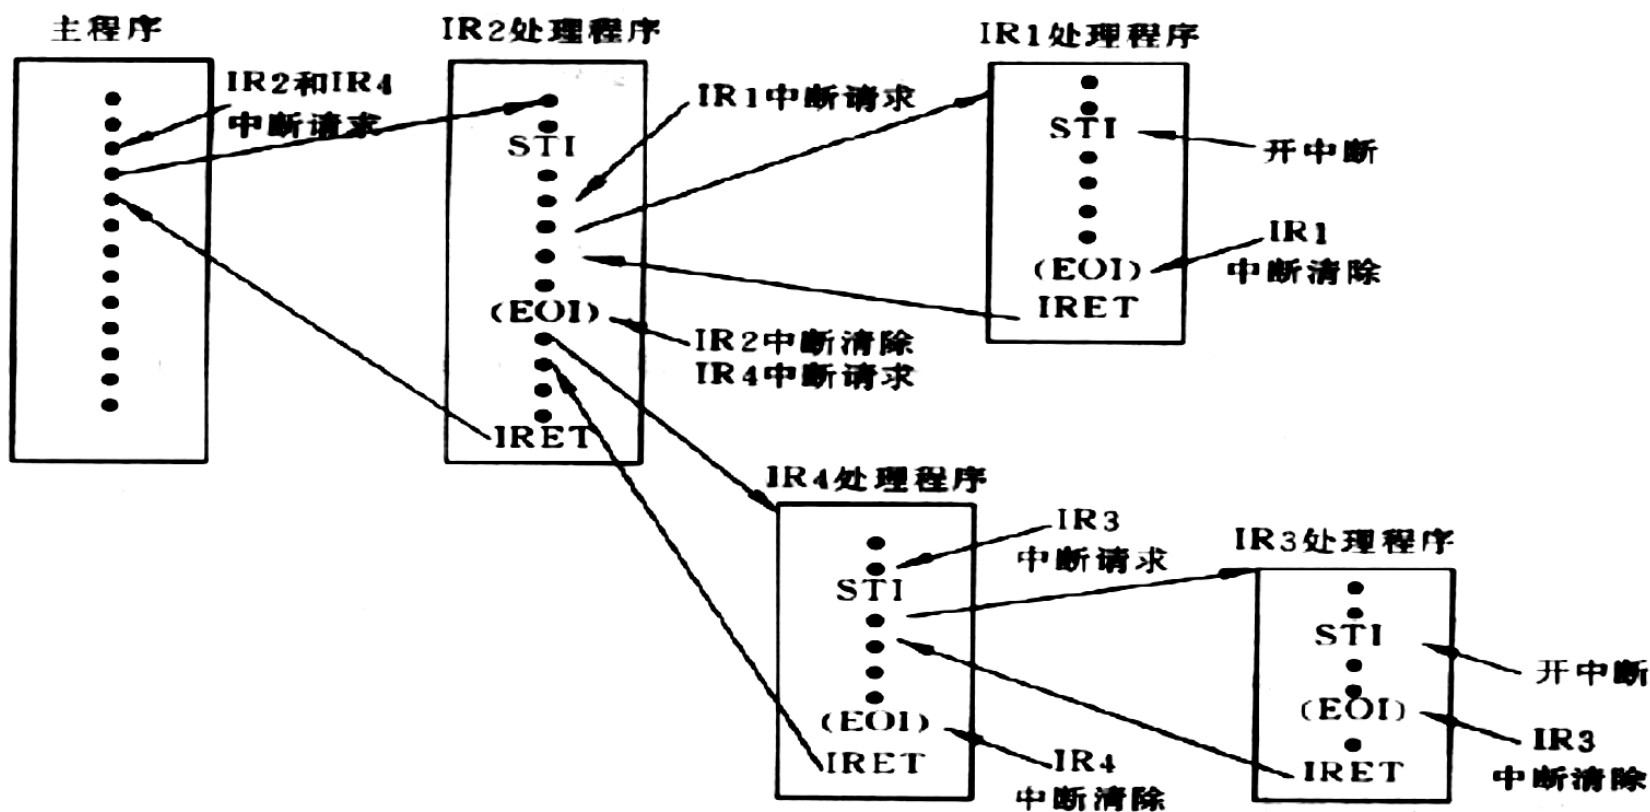 主程序
IR2和IR4
中断请求
IR2处理程序
STI
(EOI)
IRET
IR1中断请求
IR2中断清除
IR4中断请求
IR1处理程序
STI
开中断
(EOI)
IR1
中断清除
IRET
IR4处理程序
STI
IR3
中断请求
(EOI)
IRET
IR4
中断清除
IR3处理程序
STI
开中断
(EOI)
IR3
中断清除
IRET